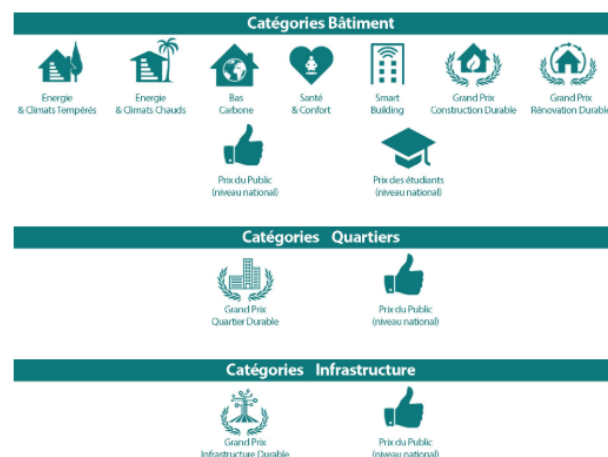 Catégories Bâtiment
Energie
& Climats Tempérés
Energie
& Climats Chauds
Bas
Carbone
Santé
& Confort
Smart
Building
Grand Prix
Construction Durable
Grand Prix
Rénovation Durable
Prix du Public
(niveau national)
Prix des étudiants
(niveau national)
Catégories Quartiers
Grand Prix
Quartier Durable
Prix du Public
(niveau national)
Catégories Infrastructure
Grand Prix
Infrastructure Durable
Prix du Public
(niveau national)